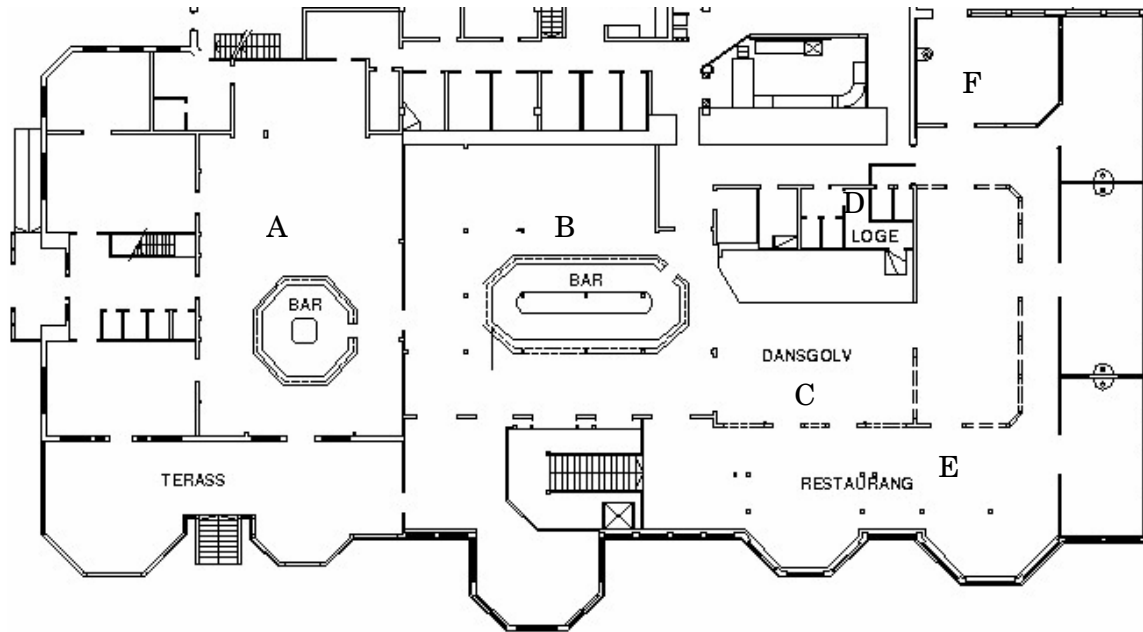 F
D
LOGE
A
B
BAR
BAR
DANSGOLV
C
E
TERASS
RESTAURANG